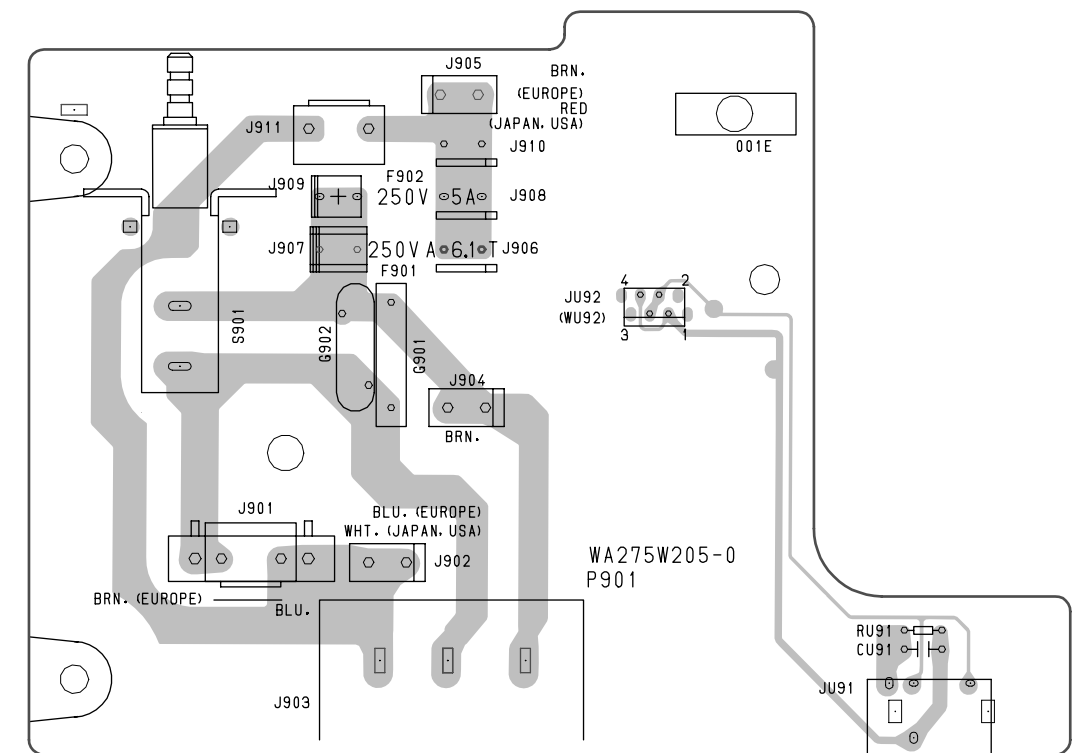 J905
BRN.
(EUROPE)
RED
(JAPAN, USA)
J911
J910
001E
J909
F902
250V 5A
J908
J907
250V A 6.1 T
J906
F901
4 2
JU92
(WU92)
3 1
S901
G902
G901
J904
BRN.
J901
BLU. (EUROPE)
WHT. (JAPAN, USA)
J902
WA275W205-0
P901
BRN. (EUROPE)
BLU.
RU91
CU91
JU91
J903